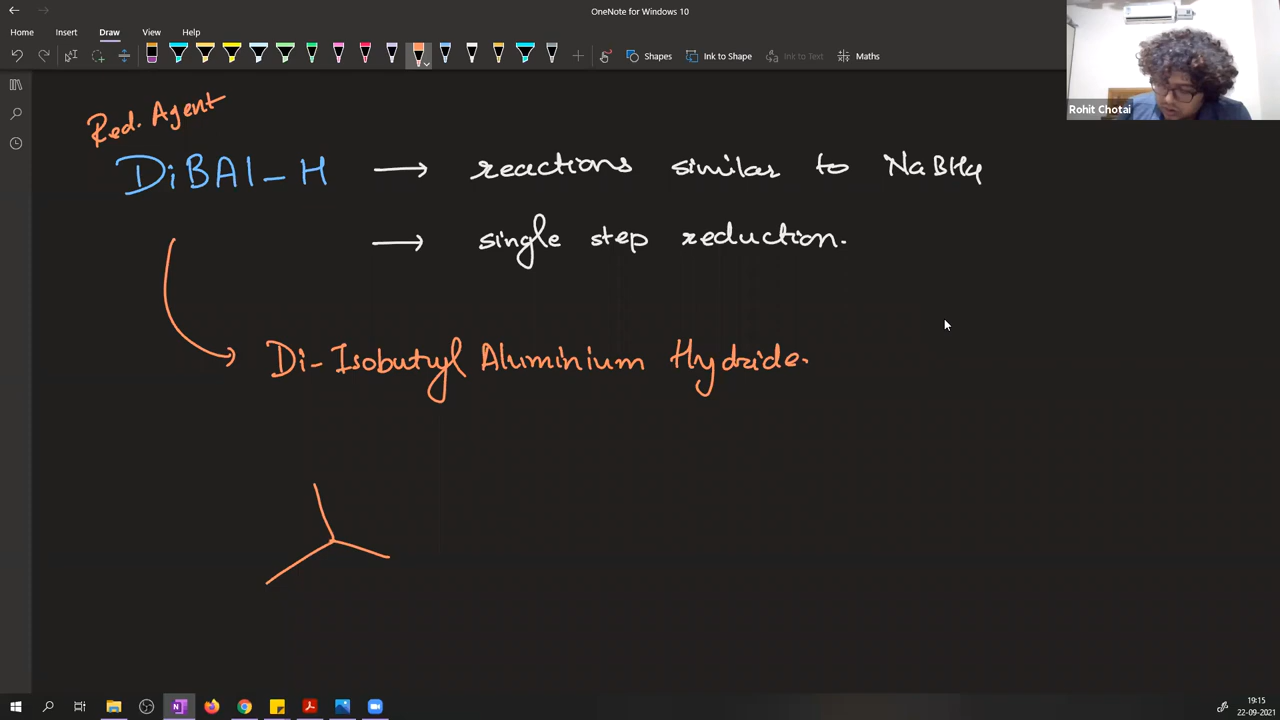 OneNote for Windows 10
Home Insert Draw View Help
Shapes Ink to Shape Ink to Text Maths
Rohit Chotai
Red. Agent
DiBAl-H → reactions similar to NaBH4
→ single step reduction.
Di-Isobutyl Aluminium Hydride.
19:15
22-09-2021